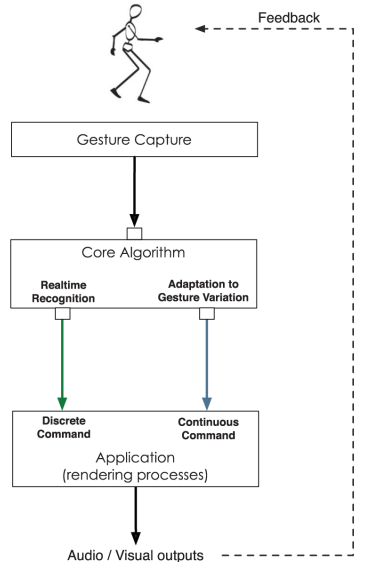 Feedback
Gesture Capture
Core Algorithm
Realtime
Recognition
Adaptation to
Gesture Variation
Discrete
Command
Continuous
Command
Application
(rendering processes)
Audio / Visual outputs